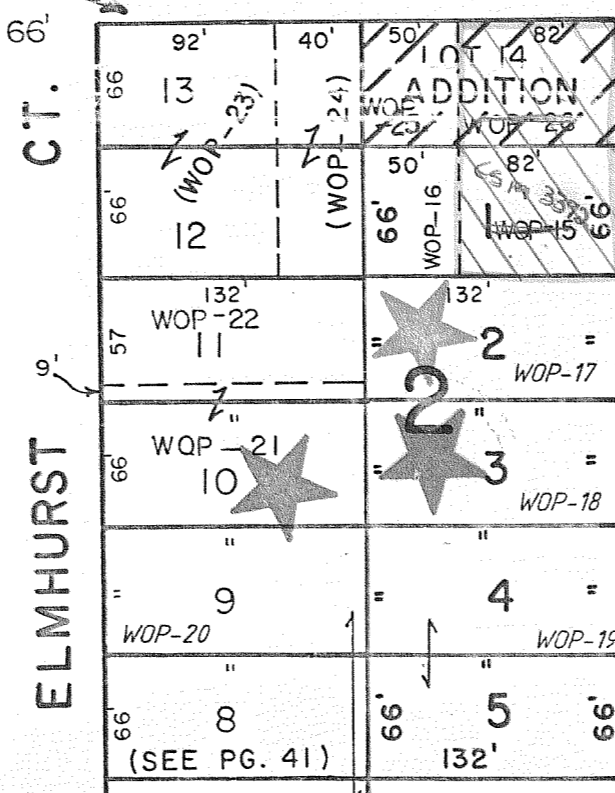 66'
92' 40' 50' 82'
LOT 14
66 13 ADDITION
CT.
(WOP-23) (WOP-24) WOP
50' 82'
66' 12 66' WOP-16 1 WOP-15 66'
132' 132'
WOP-22
57 11 = 2 =
WOP-17
9'
2
" "
WOP-21
66 10 = 3 =
WOP-18
ELMHURST
" "
= 9 = 4 =
WOP-20 WOP-19
" "
66' 8 66' 5 66'
(SEE PG. 41) 132'